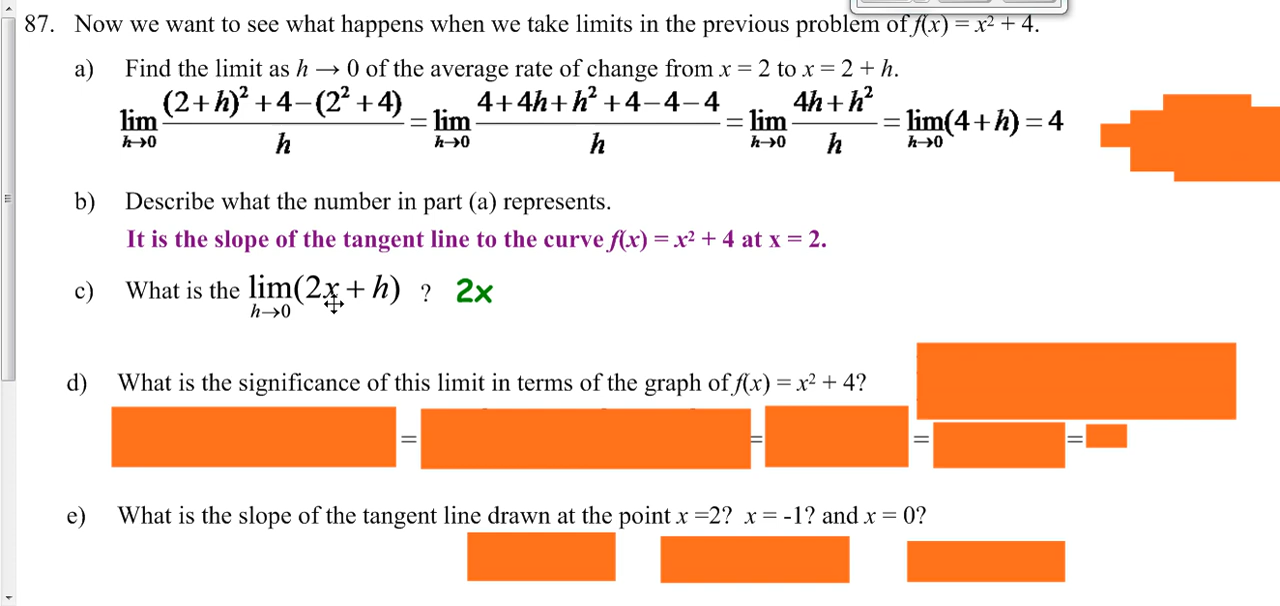 87. Now we want to see what happens when we take limits in the previous problem of f(x) = x² + 4.
a) Find the limit as h → 0 of the average rate of change from x = 2 to x = 2 + h.
lim h→0 ((2+h)² +4−(2² +4))/h = lim h→0 (4+4h+h² +4−4−4)/h = lim h→0 (4h+h²)/h = lim h→0 (4+h) = 4
b) Describe what the number in part (a) represents.
It is the slope of the tangent line to the curve f(x) = x² + 4 at x = 2.
c) What is the lim h→0 (2x+h) ? 2x
d) What is the significance of this limit in terms of the graph of f(x) = x² + 4?
= = = =
e) What is the slope of the tangent line drawn at the point x =2? x = -1? and x = 0?